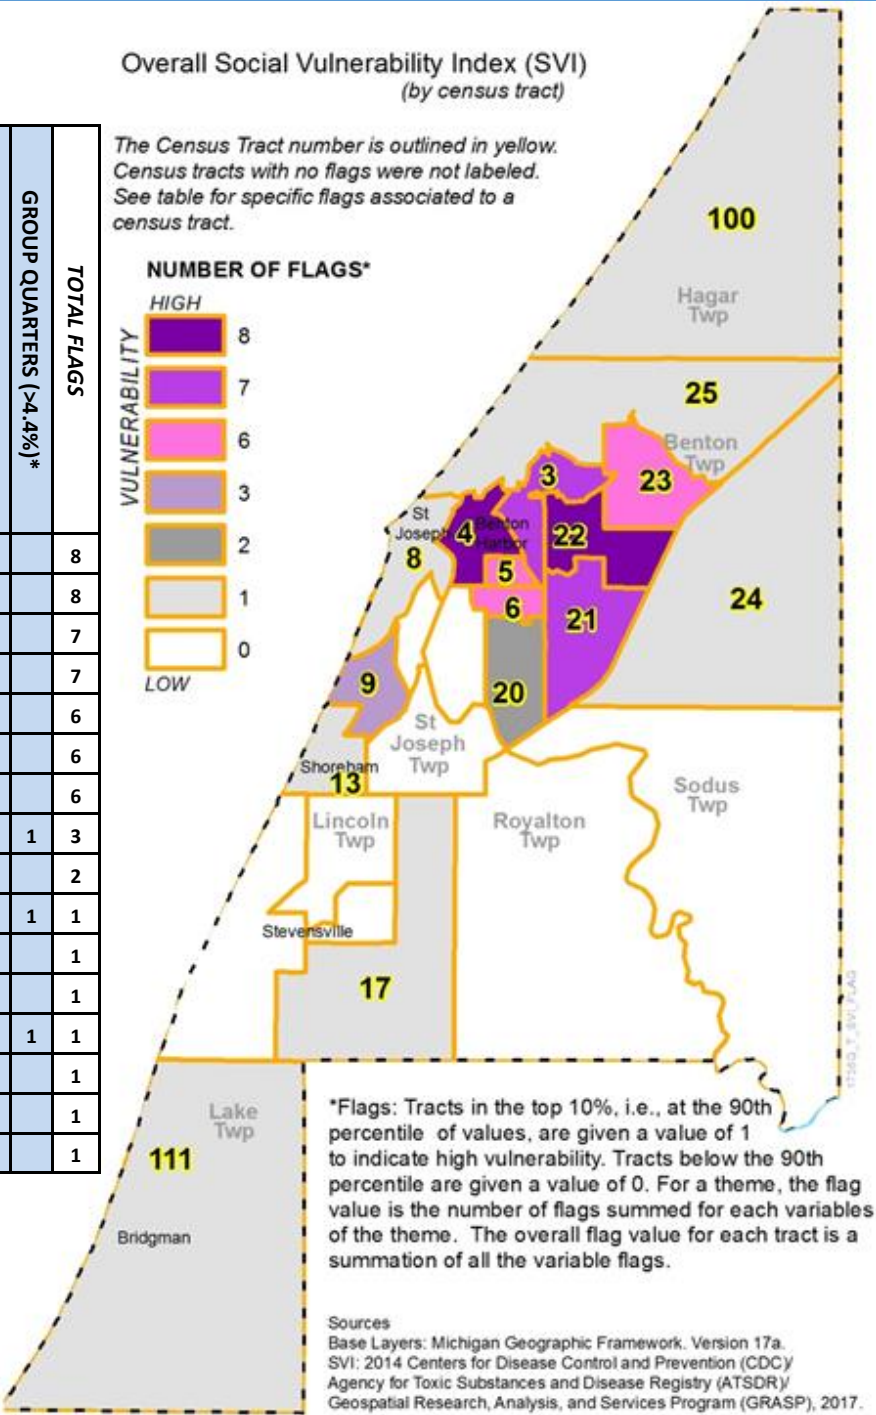 Overall Social Vulnerability Index (SVI)
(by census tract)
The Census Tract number is outlined in yellow.
Census tracts with no flags were not labeled.
See table for specific flags associated to a
census tract.
GROUP QUARTERS (>4.4%)*
TOTAL FLAGS
8
8
7
7
6
6
6
1 3
2
1 1
1
1
1 1
1
1
1
NUMBER OF FLAGS*
HIGH
VULNERABILITY
8
7
6
3
2
1
0
LOW
100
Hagar
Twp
25
Benton
Twp
3
23
St
Joseph
8
4
Benton
Harbor
22
5
6
21
24
9
20
St
Joseph
Twp
Shoreham
13
Sodus
Twp
Lincoln
Twp
Royalton
Twp
Stevensville
17
Lake
Twp
111
Bridgman
1756G_T_SVI_FLAG
*Flags: Tracts in the top 10%, i.e., at the 90th
percentile of values, are given a value of 1
to indicate high vulnerability. Tracts below the 90th
percentile are given a value of 0. For a theme, the flag
value is the number of flags summed for each variables
of the theme. The overall flag value for each tract is a
summation of all the variable flags.
Sources
Base Layers: Michigan Geographic Framework. Version 17a.
SVI: 2014 Centers for Disease Control and Prevention (CDC)/
Agency for Toxic Substances and Disease Registry (ATSDR)/
Geospatial Research, Analysis, and Services Program (GRASP), 2017.